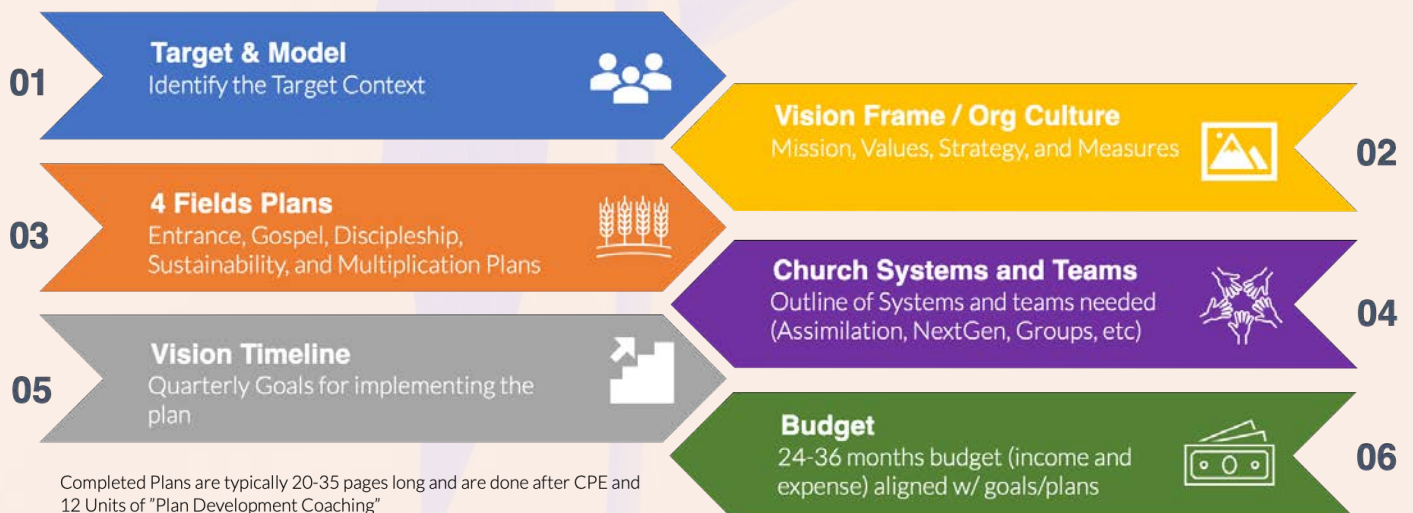 01
Target & Model
Identify the Target Context
Vision Frame / Org Culture
Mission, Values, Strategy, and Measures
02
03
4 Fields Plans
Entrance, Gospel, Discipleship,
Sustainability, and Multiplication Plans
Church Systems and Teams
Outline of Systems and teams needed
(Assimilation, NextGen, Groups, etc)
04
05
Vision Timeline
Quarterly Goals for implementing the
plan
Budget
24-36 months budget (income and
expense) aligned w/ goals/plans
06
Completed Plans are typically 20-35 pages long and are done after CPE and
12 Units of ”Plan Development Coaching”